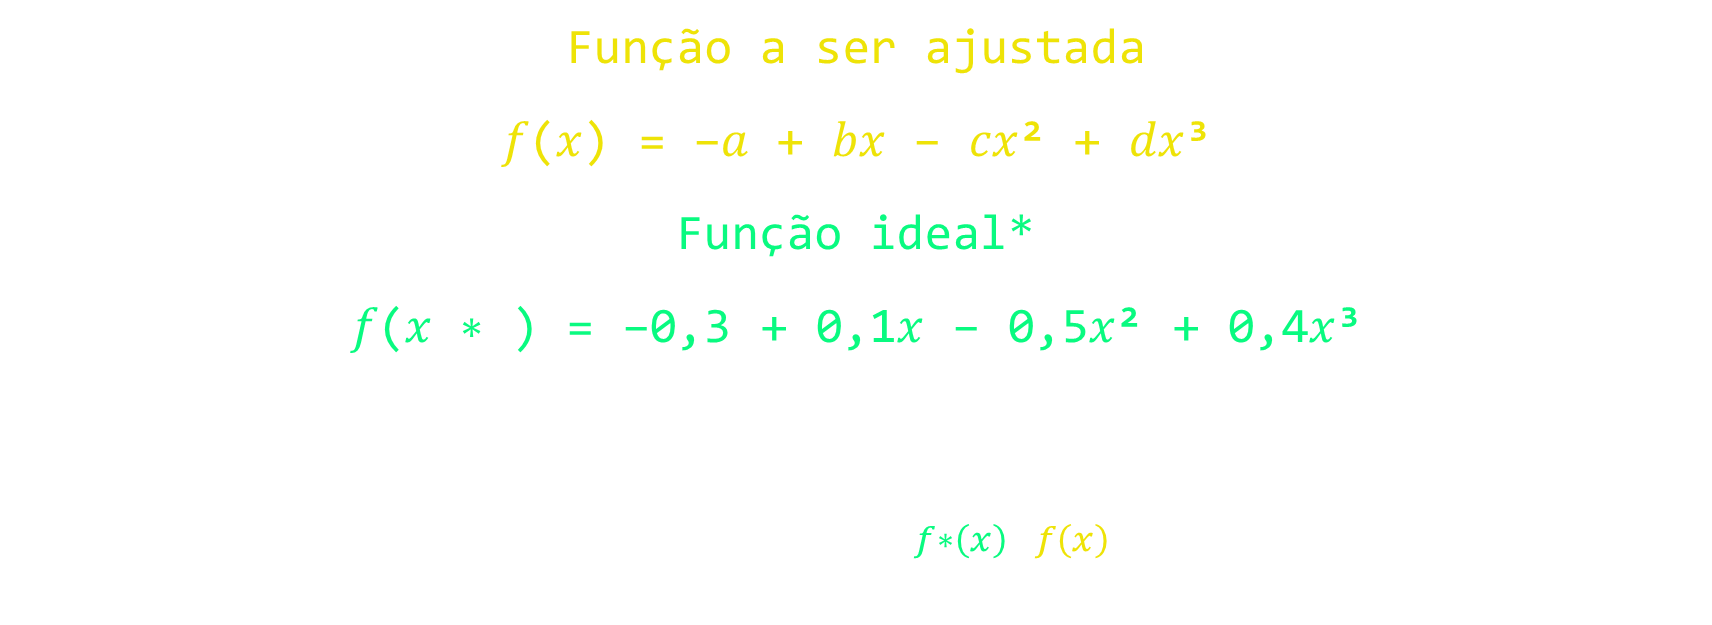 Função a ser ajustada
f(x) = −a + bx − cx² + dx³
Função ideal*
f(x * ) = −0,3 + 0,1x − 0,5x² + 0,4x³
f*(x) f(x)